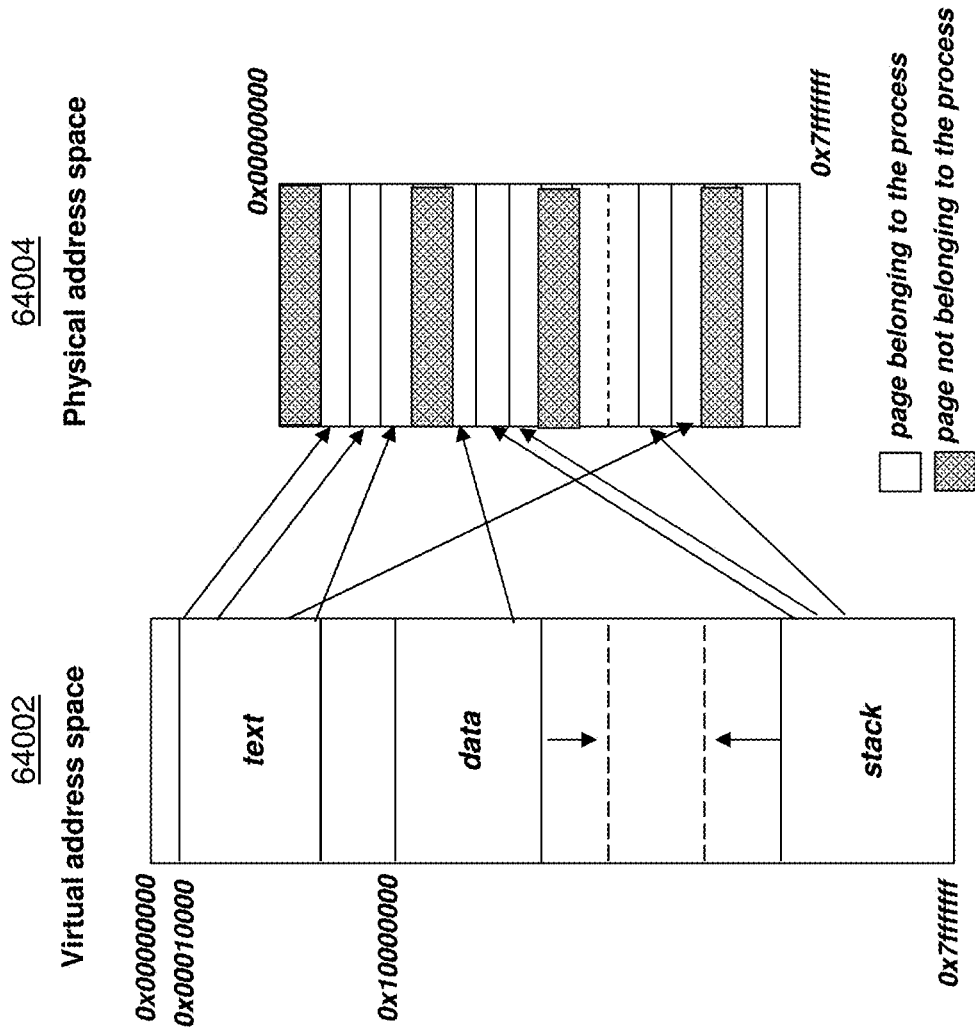 64002
Virtual address space
0x00000000
0x00010000
text
0x10000000
data
stack
0x7fffffff
64004
Physical address space
0x00000000
0x7fffffff
page belonging to the process
page not belonging to the process